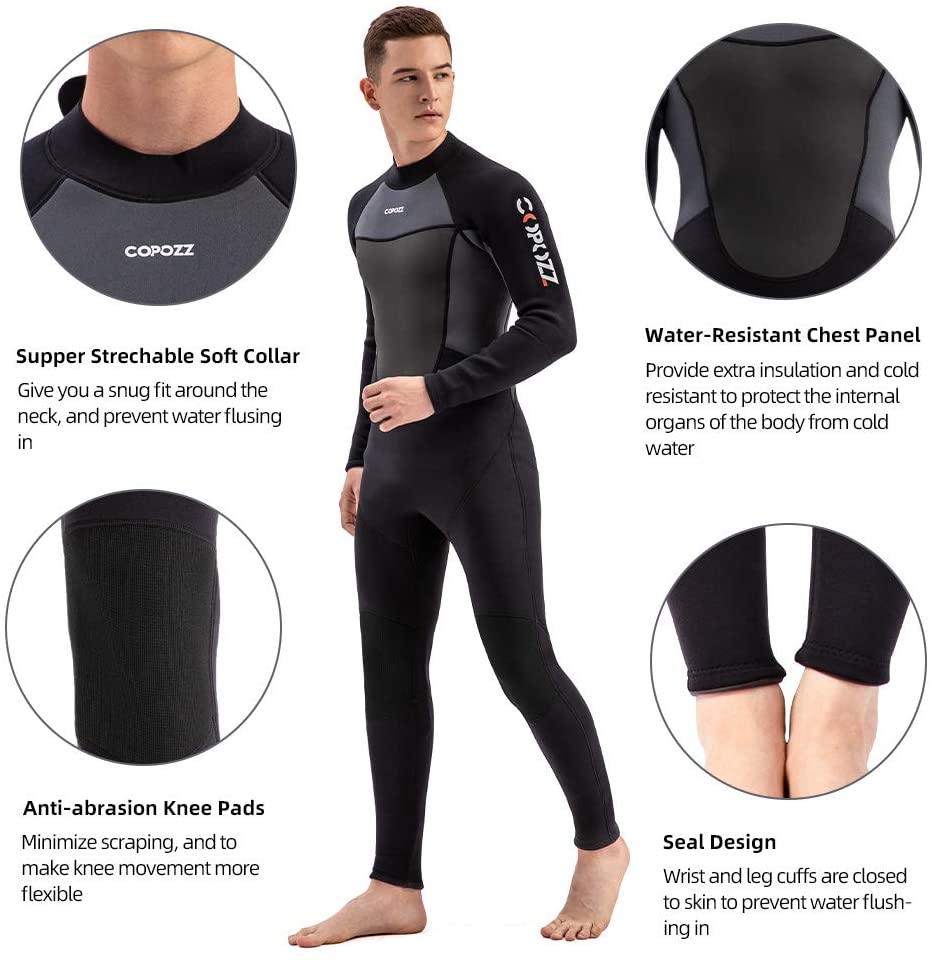 COPOZZ
Supper Strechable Soft Collar
Give you a snug fit around the
neck, and prevent water flusing
in
COPOZZ
COPOZZ
Water-Resistant Chest Panel
Provide extra insulation and cold
resistant to protect the internal
organs of the body from cold
water
Anti-abrasion Knee Pads
Minimize scraping, and to
make knee movement more
flexible
Seal Design
Wrist and leg cuffs are closed
to skin to prevent water flush-
ing in